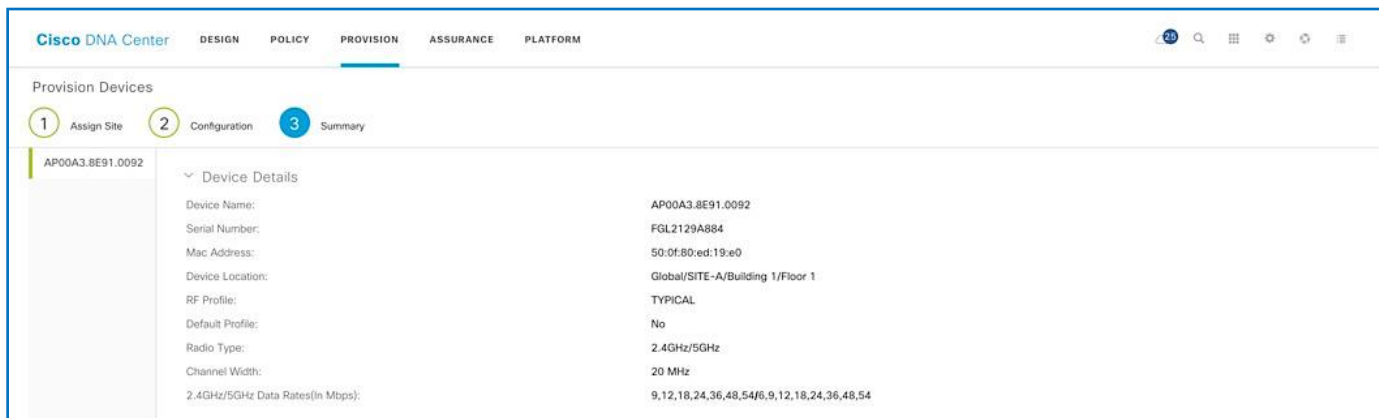 Cisco DNA Center DESIGN POLICY PROVISION ASSURANCE PLATFORM 25
Provision Devices
1 Assign Site 2 Configuration 3 Summary
AP00A3.8E91.0092
Device Details
Device Name: AP00A3.8E91.0092
Serial Number: FGL2129A884
Mac Address: 50:0f:80:ed:19:e0
Device Location: Global/SITE-A/Building 1/Floor 1
RF Profile: TYPICAL
Default Profile: No
Radio Type: 2.4GHz/5GHz
Channel Width: 20 MHz
2.4GHz/5GHz Data Rates(In Mbps): 9,12,18,24,36,48,54/6,9,12,18,24,36,48,54